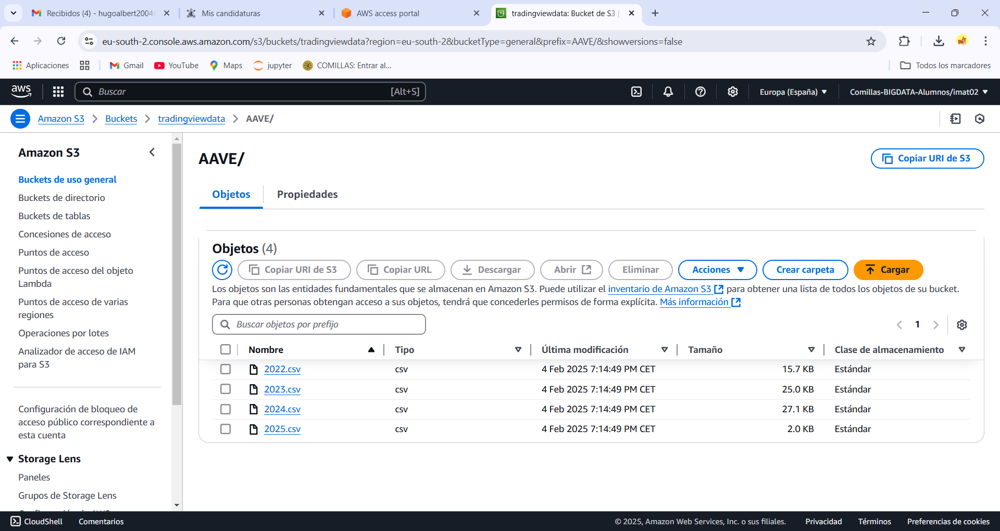 Recibidos (4) - hugoalbert2004
Mis candidaturas
AWS access portal
tradingviewdata: Bucket de S3 |
eu-south-2.console.aws.amazon.com/s3/buckets/tradingviewdata?region=eu-south-2&bucketType=general&prefix=AAVE/&showversions=false
Aplicaciones
Gmail
YouTube
Maps
jupyter
COMILLAS: Entrar al...
Todos los marcadores
aws
Buscar
[Alt+S]
Europa (España)
Comillas-BIGDATA-Alumnos/imat02
Amazon S3
Buckets
tradingviewdata
AAVE/
Amazon S3
Buckets de uso general
Buckets de directorio
Buckets de tablas
Concesiones de acceso
Puntos de acceso
Puntos de acceso del objeto
Lambda
Puntos de acceso de varias
regiones
Operaciones por lotes
Analizador de acceso de IAM
para S3
Configuración de bloqueo de
acceso público correspondiente a
esta cuenta
Storage Lens
Paneles
Grupos de Storage Lens
AAVE/
Copiar URI de S3
Objetos
Propiedades
Objetos (4)
Copiar URI de S3
Copiar URL
Descargar
Abrir
Eliminar
Acciones
Crear carpeta
Cargar
Los objetos son las entidades fundamentales que se almacenan en Amazon S3. Puede utilizar el inventario de Amazon S3 para obtener una lista de todos los objetos de su bucket.
Para que otras personas obtengan acceso a sus objetos, tendrá que concederles permisos de forma explícita. Más información
Buscar objetos por prefijo
1
Nombre Tipo Última modificación Tamaño Clase de almacenamiento
2022.csv csv 4 Feb 2025 7:14:49 PM CET 15.7 KB Estándar
2023.csv csv 4 Feb 2025 7:14:49 PM CET 25.0 KB Estándar
2024.csv csv 4 Feb 2025 7:14:49 PM CET 27.1 KB Estándar
2025.csv csv 4 Feb 2025 7:14:49 PM CET 2.0 KB Estándar
CloudShell
Comentarios
© 2025, Amazon Web Services, Inc. o sus filiales.
Privacidad
Términos
Preferencias de cookies